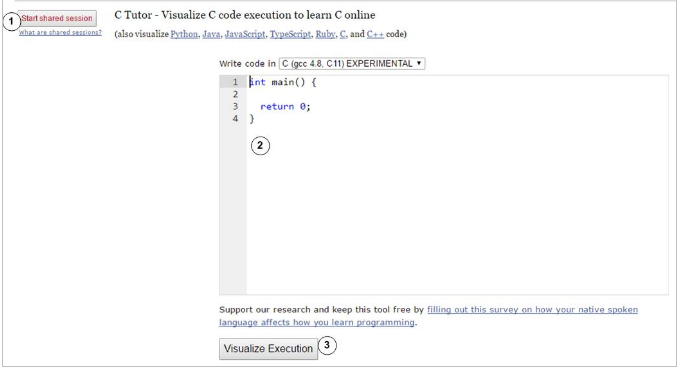 1 Start shared session
What are shared sessions?
C Tutor - Visualize C code execution to learn C online
(also visualize Python, Java, JavaScript, TypeScript, Ruby, C, and C++ code)
Write code in C (gcc 4.8, C11) EXPERIMENTAL
1 int main() {
2
3   return 0;
4 }
2
Support our research and keep this tool free by filling out this survey on how your native spoken
language affects how you learn programming.
Visualize Execution 3